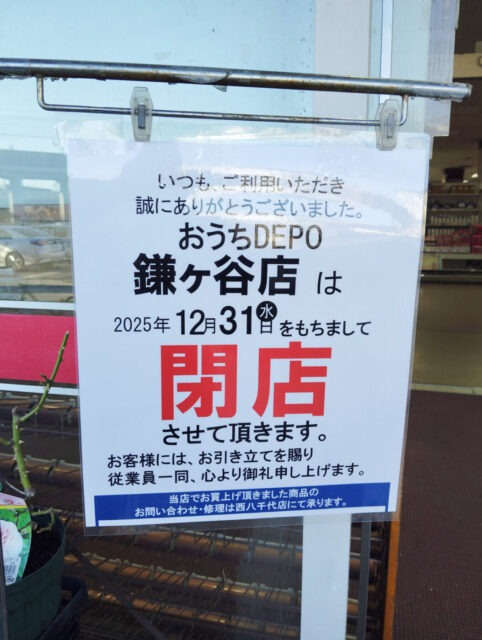 いつも、ご利用いただき
誠にありがとうございました。
おうちDEPO
鎌ヶ谷店 は
2025年 12月31日水をもちまして
閉店
させて頂きます。
お客様には、お引き立てを賜り
従業員一同、心より御礼申し上げます。
当店でお買上げ頂きました商品の
お問い合わせ・修理は西八千代店にて承ります。